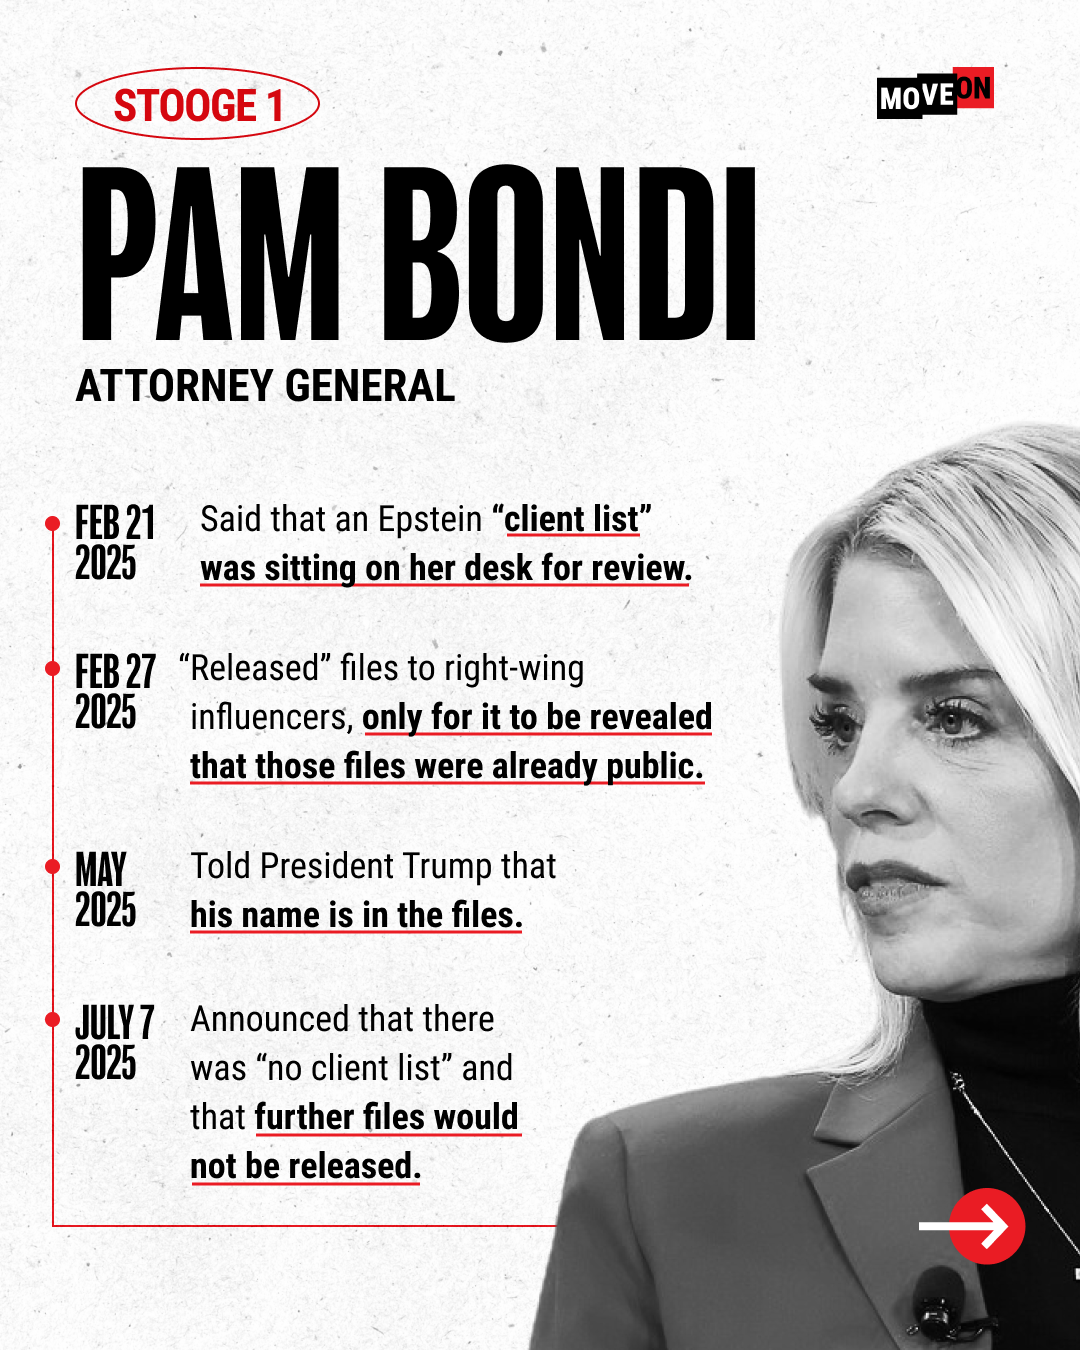 STOOGE 1
MOVEON
PAM BONDI
ATTORNEY GENERAL
FEB 21
2025
Said that an Epstein “client list”
was sitting on her desk for review.
FEB 27
2025
“Released” files to right-wing
influencers, only for it to be revealed
that those files were already public.
MAY
2025
Told President Trump that
his name is in the files.
JULY 7
2025
Announced that there
was “no client list” and
that further files would
not be released.